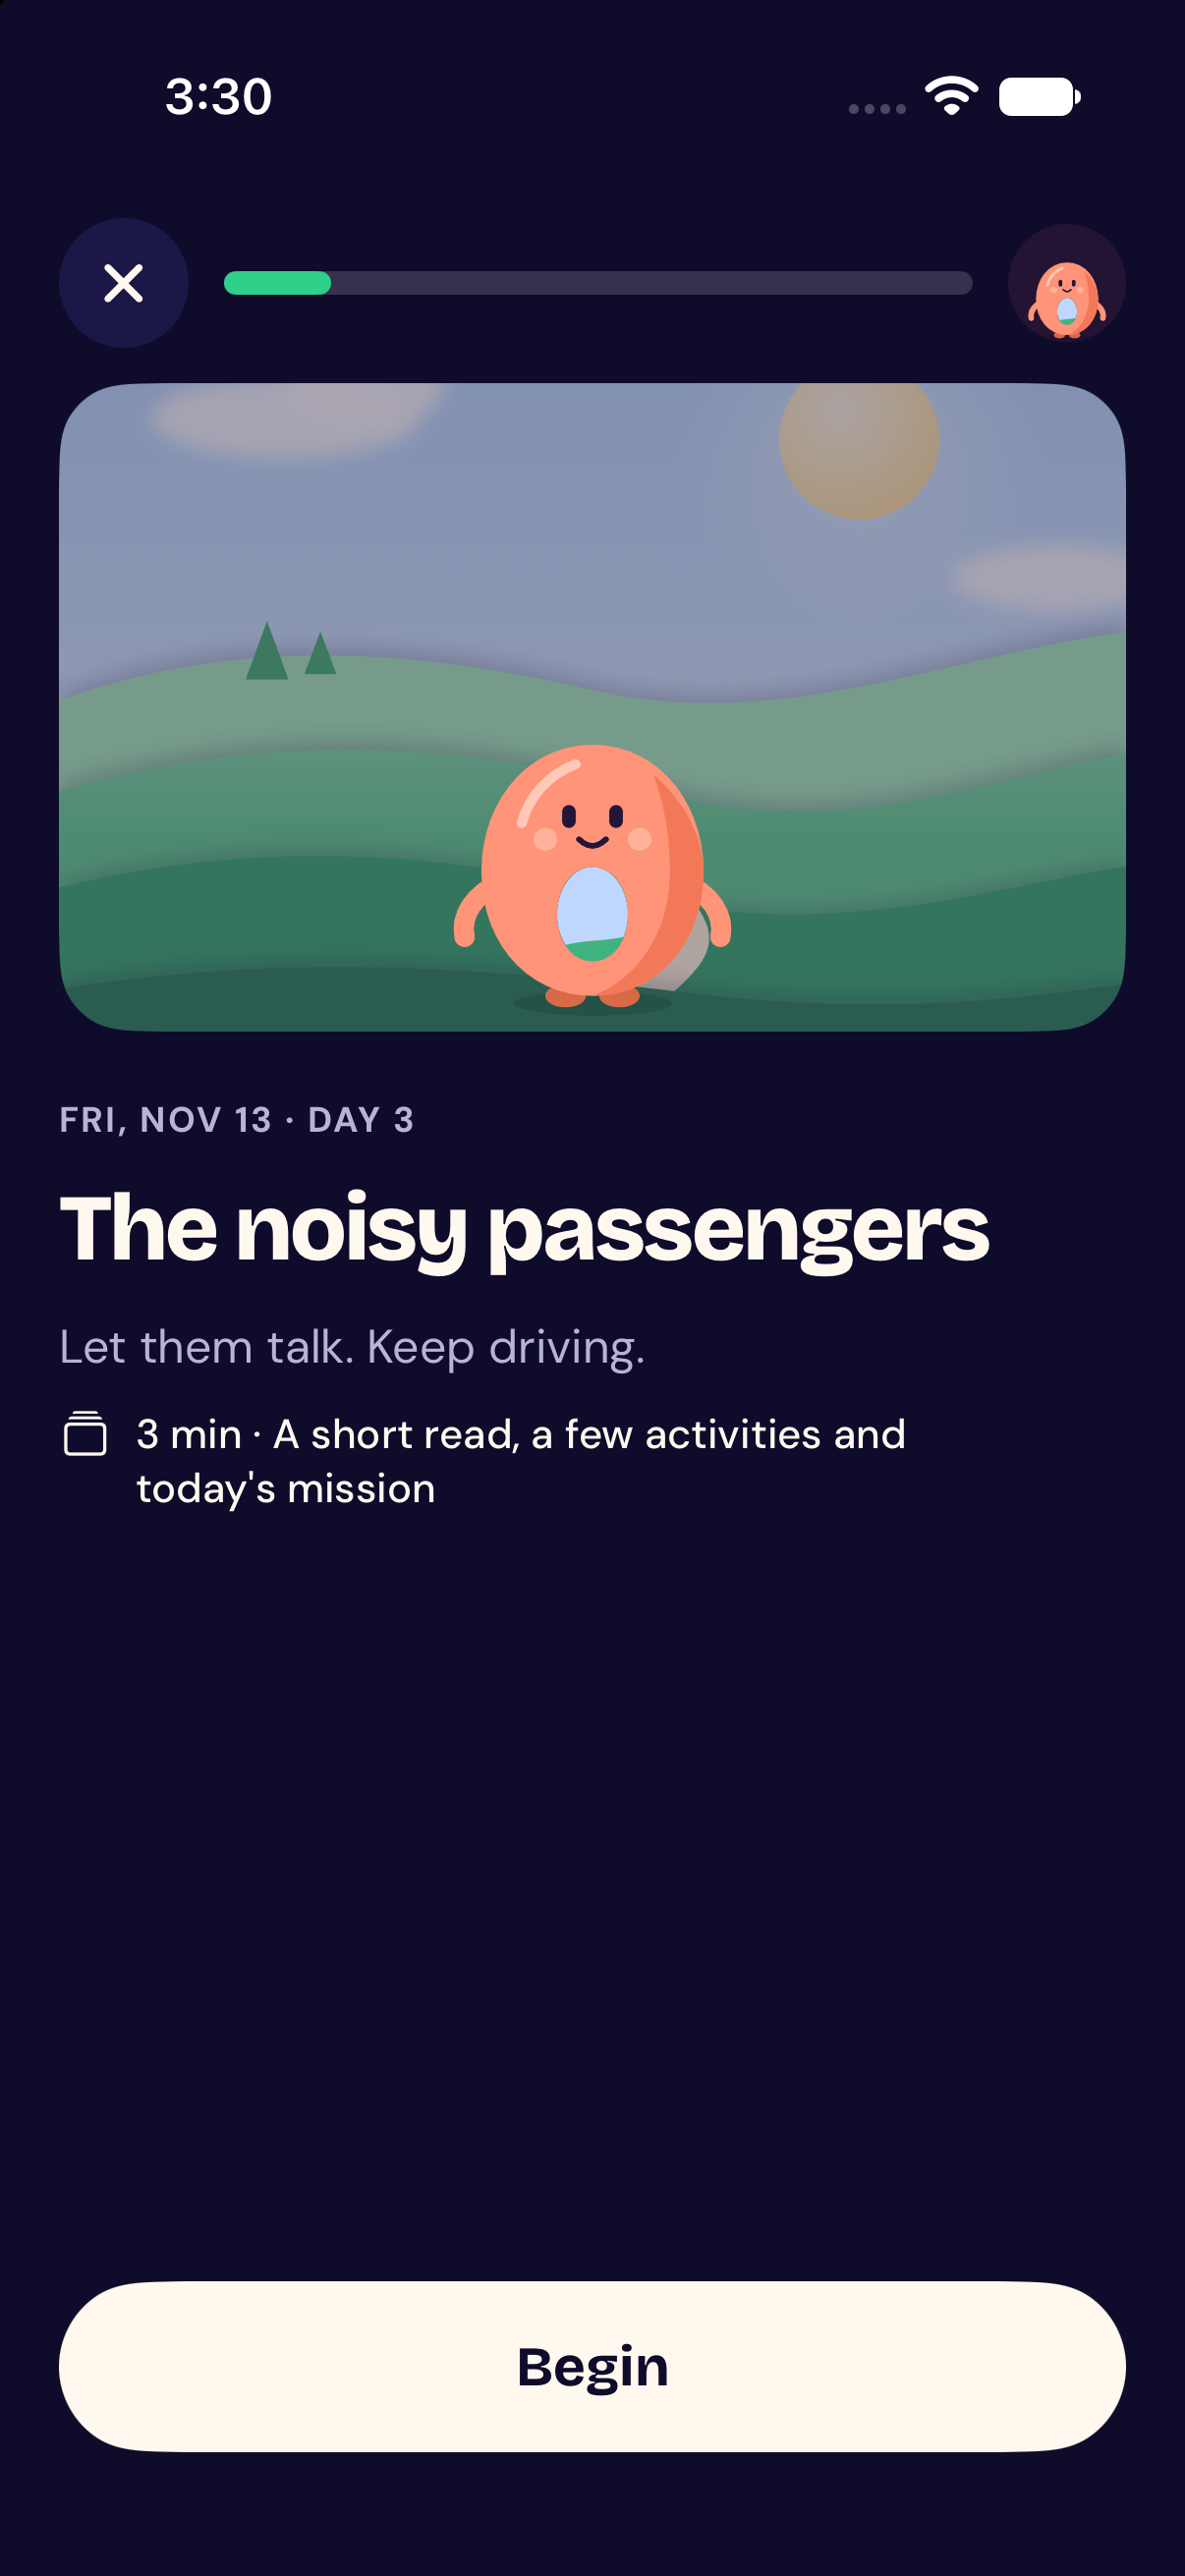 3:30
FRI, NOV 13 · DAY 3
The noisy passengers
Let them talk. Keep driving.
3 min · A short read, a few activities and
today's mission
Begin